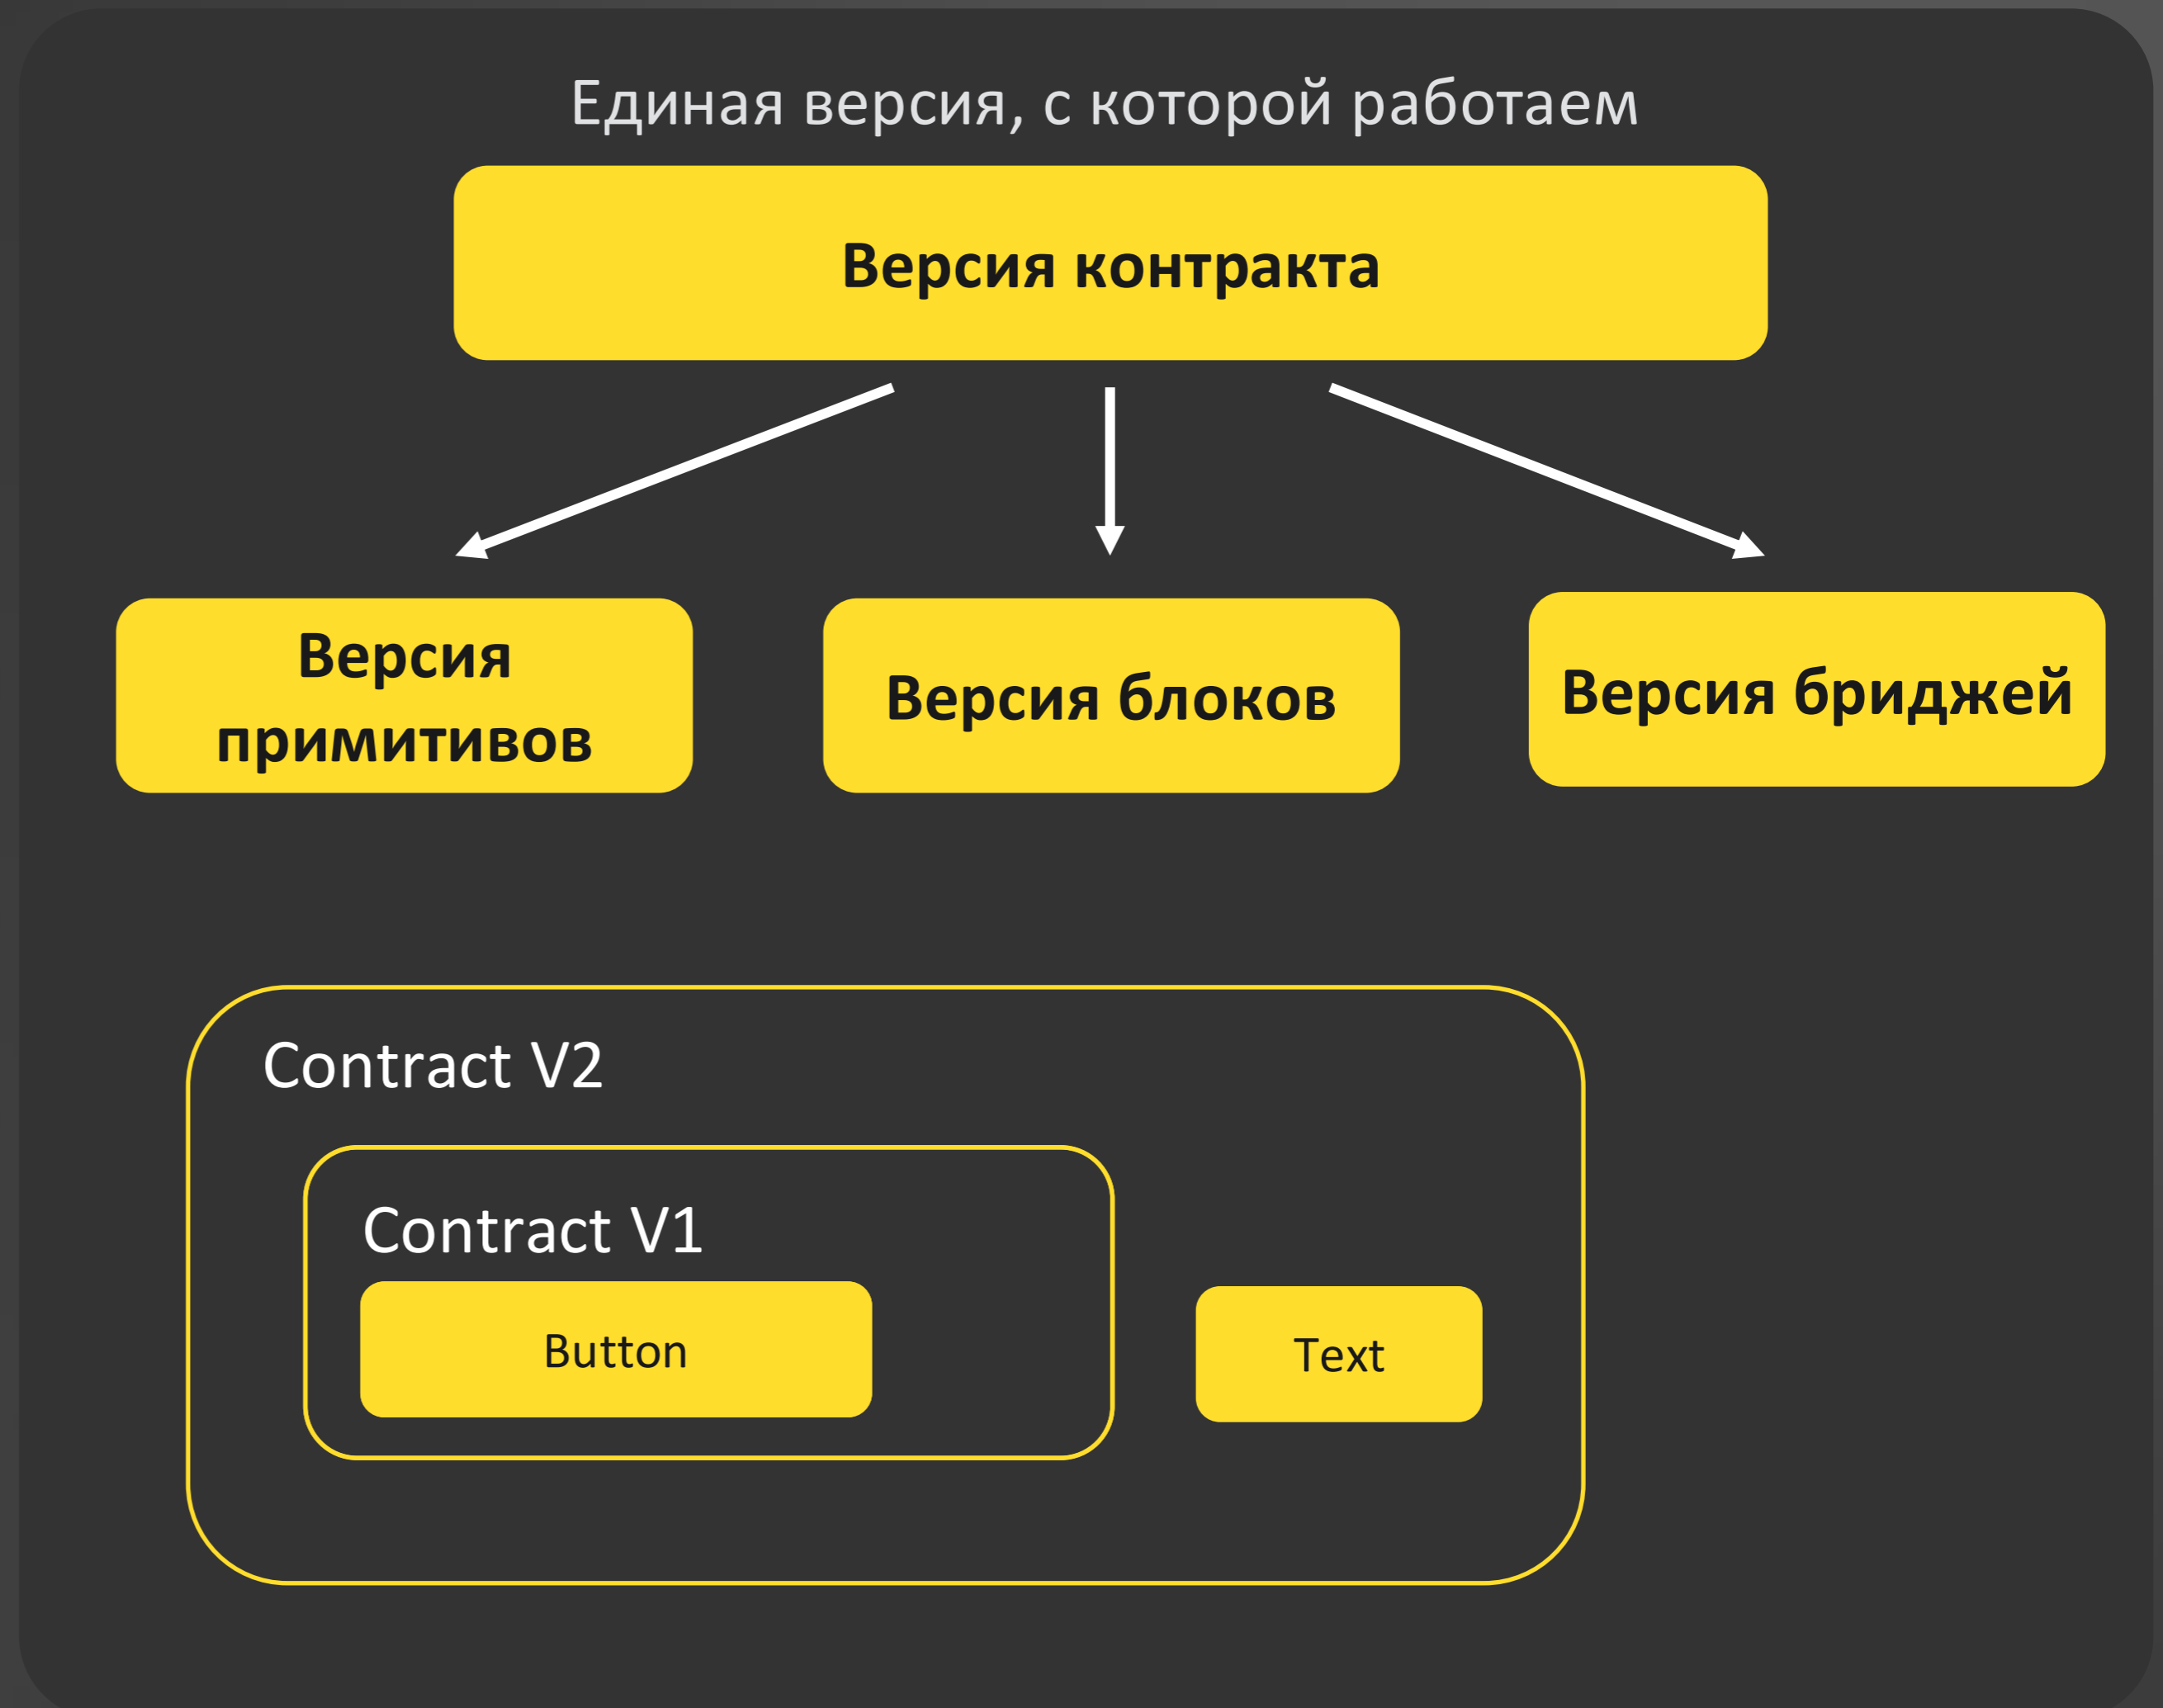 Единая версия, с которой работаем
Версия контракта
Версия
примитивов
Версия блоков
Версия бриджей
Contract V2
Contract V1
Button
Text